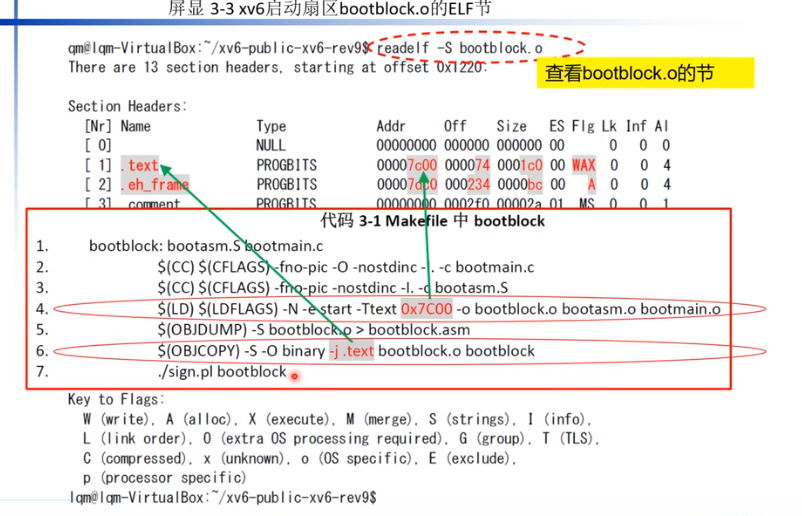 屏显 3-3 xv6启动扇区bootblock.o的ELF节
qm@lqm-VirtualBox:~/xv6-public-xv6-rev9$ readelf -S bootblock.o
There are 13 section headers, starting at offset 0x1220:
查看bootblock.o的节
Section Headers:
[Nr] Name Type Addr Off Size ES Flg Lk Inf Al
[ 0] NULL 00000000 000000 000000 00 0 0 0
[ 1] .text PROGBITS 00007c00 000074 0001c0 00 WAX 0 0 4
[ 2] .eh_frame PROGBITS 00007dc0 000234 0000bc 00 A 0 0 4
[ 3] .comment PROGBITS 00000000 0002f0 00002a 01 MS 0 0 1
代码 3-1 Makefile 中 bootblock
1. bootblock: bootasm.S bootmain.c
2. $(CC) $(CFLAGS) -fno-pic -O -nostdinc -I. -c bootmain.c
3. $(CC) $(CFLAGS) -fno-pic -nostdinc -I. -c bootasm.S
4. $(LD) $(LDFLAGS) -N -e start -Ttext 0x7C00 -o bootblock.o bootasm.o bootmain.o
5. $(OBJDUMP) -S bootblock.o > bootblock.asm
6. $(OBJCOPY) -S -O binary -j .text bootblock.o bootblock
7. ./sign.pl bootblock
Key to Flags:
W (write), A (alloc), X (execute), M (merge), S (strings), I (info),
L (link order), O (extra OS processing required), G (group), T (TLS),
C (compressed), x (unknown), o (OS specific), E (exclude),
p (processor specific)
lqm@lqm-VirtualBox:~/xv6-public-xv6-rev9$